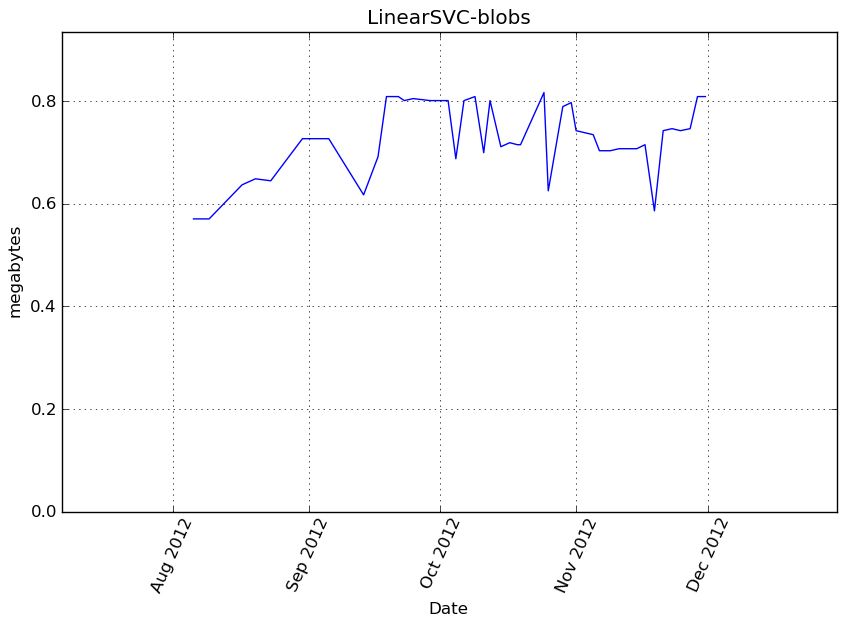 LinearSVC-blobs
megabytes
0.8
0.6
0.4
0.2
0.0
Aug 2012
Sep 2012
Oct 2012
Nov 2012
Dec 2012
Date